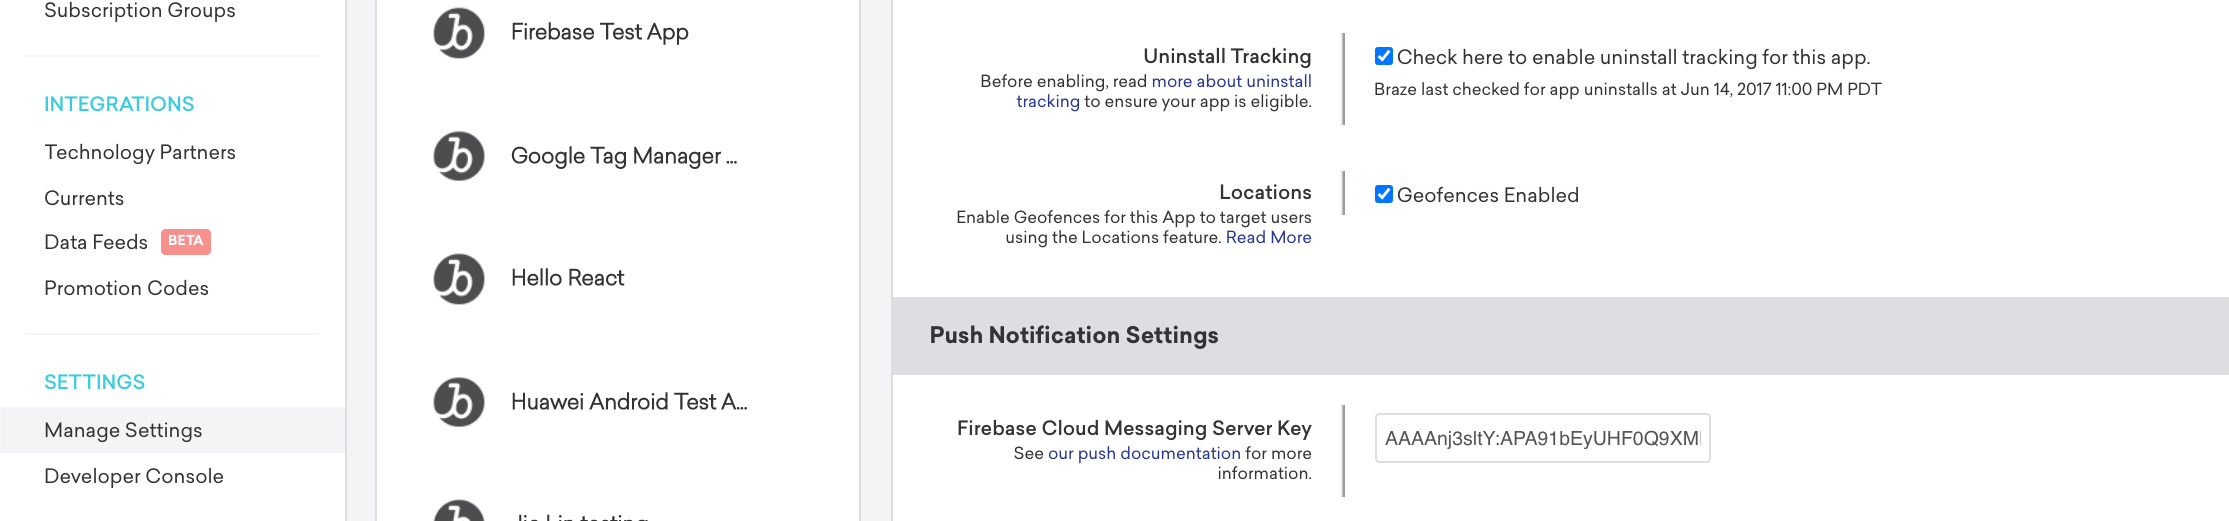 Subscription Groups
INTEGRATIONS
Technology Partners
Currents
Data Feeds BETA
Promotion Codes
SETTINGS
Manage Settings
Developer Console
Firebase Test App
Google Tag Manager ...
Hello React
Huawei Android Test A...
Uninstall Tracking
Before enabling, read more about uninstall
tracking to ensure your app is eligible.
Check here to enable uninstall tracking for this app.
Braze last checked for app uninstalls at Jun 14, 2017 11:00 PM PDT
Locations
Enable Geofences for this App to target users
using the Locations feature. Read More
Geofences Enabled
Push Notification Settings
Firebase Cloud Messaging Server Key
See our push documentation for more
information.
AAAAnj3sltY:APA91bEyUHF0Q9XM